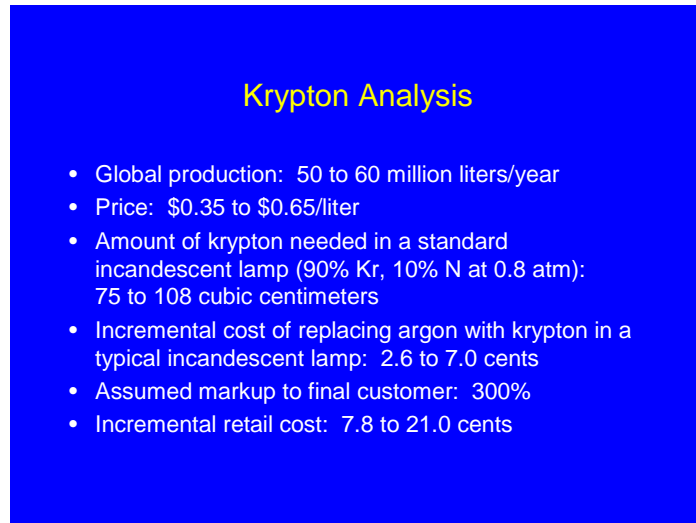 Krypton Analysis
• Global production:  50 to 60 million liters/year
• Price:  $0.35 to $0.65/liter
• Amount of krypton needed in a standard
incandescent lamp (90% Kr, 10% N at 0.8 atm):
75 to 108 cubic centimeters
• Incremental cost of replacing argon with krypton in a
typical incandescent lamp:  2.6 to 7.0 cents
• Assumed markup to final customer:  300%
• Incremental retail cost:  7.8 to 21.0 cents